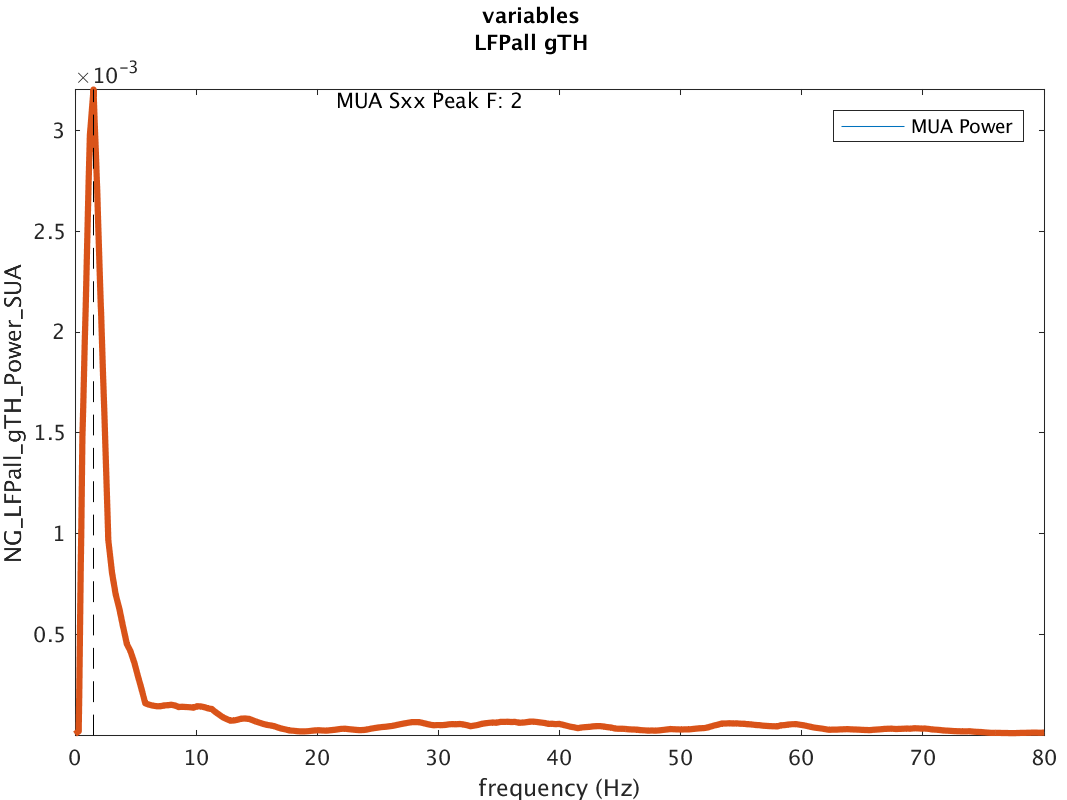 variables
LFPall gTH
×10⁻³
MUA Sxx Peak F: 2
MUA Power
3
2.5
2
1.5
1
0.5
NG_LFPall_gTH_Power_SUA
0 10 20 30 40 50 60 70 80
frequency (Hz)